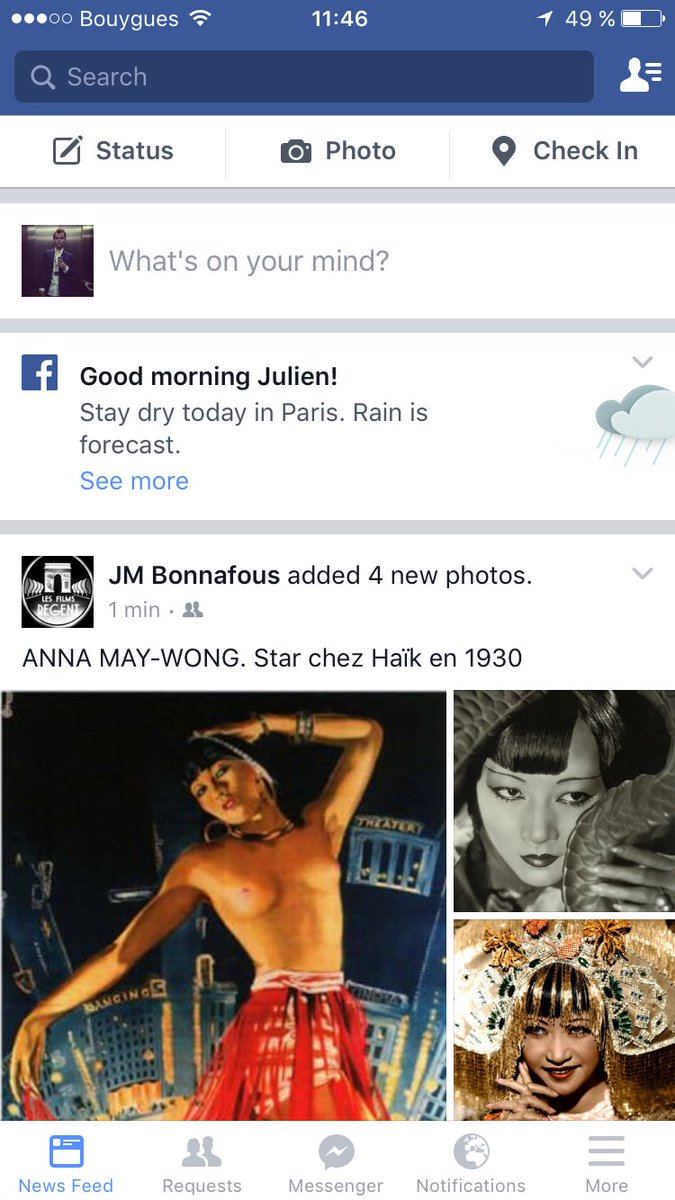 Bouygues 11:46 49 %
Search
Status Photo Check In
What's on your mind?
Good morning Julien!
Stay dry today in Paris. Rain is
forecast.
See more
JM Bonnafous added 4 new photos.
LES FILMS
REGENT
1 min
ANNA MAY-WONG. Star chez Haïk en 1930
THEATER
News Feed Requests Messenger Notifications More